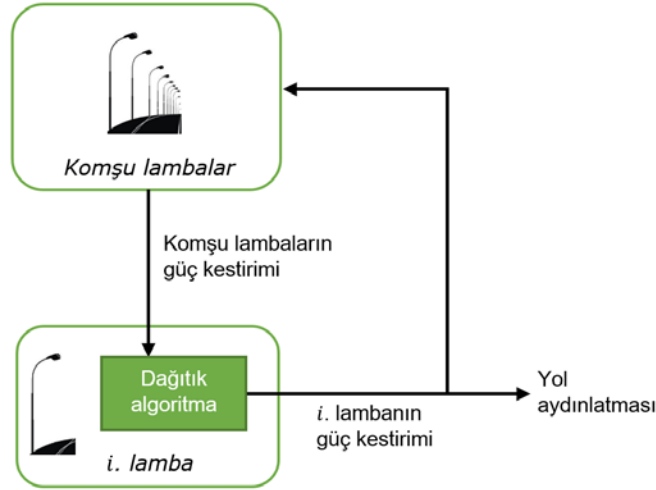 Komşu lambalar
Komşu lambaların
güç kestirimi
Dağıtık
algoritma
i. lamba
i. lambanın
güç kestirimi
Yol
aydınlatması